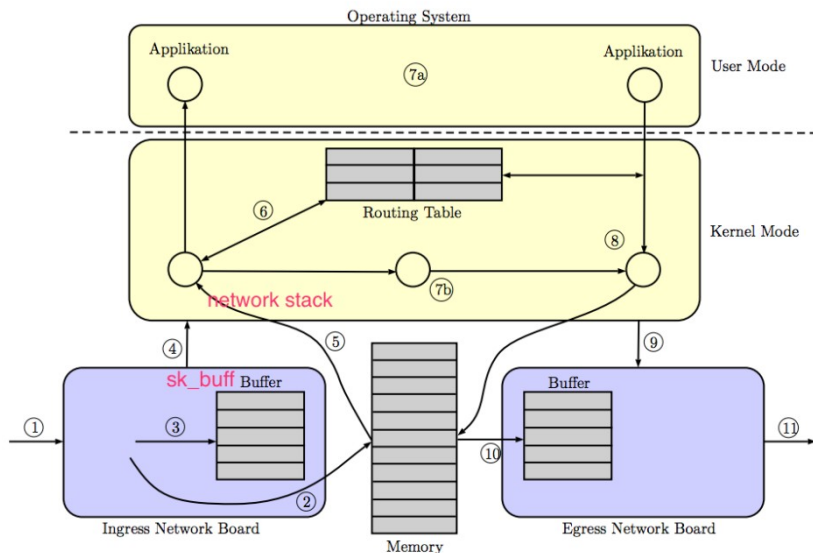 Operating System
Applikation
Applikation
7a
User Mode
6
Routing Table
8
Kernel Mode
7b
network stack
4
5
9
sk_buff
Buffer
Buffer
1
3
11
10
2
Ingress Network Board
Egress Network Board
Memory